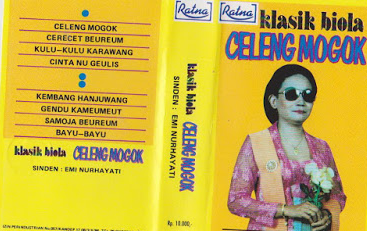 CELENG MOGOK
CERECET BEUREUM
KULU-KULU KARAWANG
CINTA NU GEULIS
KEMBANG HANJUWANG
GENDU KAMEUMEUT
SAMOJA BEUREUM
BAYU-BAYU
klasik biola CELENG MOGOK
SINDEN : EMI NURHAYATI
Ratna
klasik biola CELENG MOGOK
SINDEN : EMI NURHAYATI
Rp. 10.000,-
Ratna
klasik biola
CELENG MOGOK